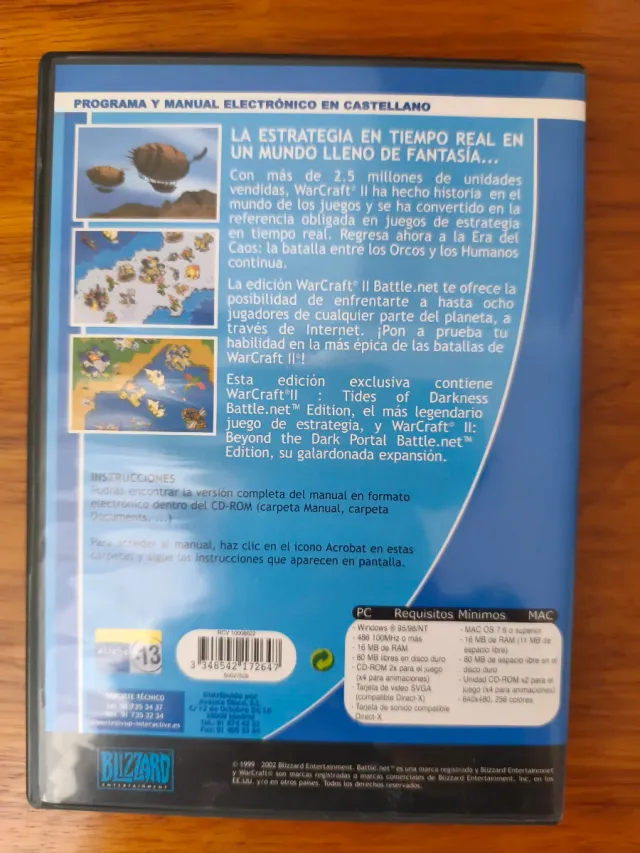 PROGRAMA Y MANUAL ELECTRÓNICO EN CASTELLANO
LA ESTRATEGIA EN TIEMPO REAL EN
UN MUNDO LLENO DE FANTASÍA...
Con más de 2.5 millones de unidades
vendidas, WarCraft® II ha hecho historia en el
mundo de los juegos y se ha convertido en la
referencia obligada en juegos de estrategia
en tiempo real. Regresa ahora a la Era del
Caos: la batalla entre los Orcos y los Humanos
continua.
La edición WarCraft® II Battle.net te ofrece la
posibilidad de enfrentarte a hasta ocho
jugadores de cualquier parte del planeta, a
través de Internet. ¡Pon a prueba tu
habilidad en la más épica de las batallas de
WarCraft II®!
Esta edición exclusiva contiene
WarCraft®II : Tides of Darkness
Battle.net™ Edition, el más legendario
juego de estrategia, y WarCraft® II:
Beyond the Dark Portal Battle.net™
Edition, su galardonada expansión.
INSTRUCCIONES
Podrás encontrar la versión completa del manual en formato
electrónico dentro del CD-ROM (carpeta Manual, carpeta
Documents, ...)
Para acceder al manual, haz clic en el icono Acrobat en estas
carpetas y sigue las instrucciones que aparecen en pantalla.
PC Requisitos Mínimos MAC
- Windows ® 95/98/NT
- 486 100MHz o más
- 16 MB de RAM
- 80 MB libres en disco duro
- CD-ROM 2x para el juego
(x4 para animaciones)
- Tarjeta de video SVGA
(compatible Direct-X)
- Tarjeta de sonido compatible
Direct-X
- MAC OS 7.6 o superior
- 16 MB de RAM (11 MB de
espacio libre)
- 80 MB de espacio libre en el
disco duro
- Unidad CD-ROM x2 para el
juego (x4 para animaciones)
- 640x480, 256 colores
-13
3 348542 172647
SOPORTE TÉCNICO
Distribuido por
28009 Madrid
BLIZZARD
ENTERTAINMENT
© 1999 - 2002 Blizzard Entertainment. Battle.net™ es una marca registrada y Blizzard Entertainment
y WarCraft® son marcas registradas o marcas comerciales de Blizzard Entertainment, Inc. en los
EE.UU. y/o en otros países. Todos los derechos reservados.